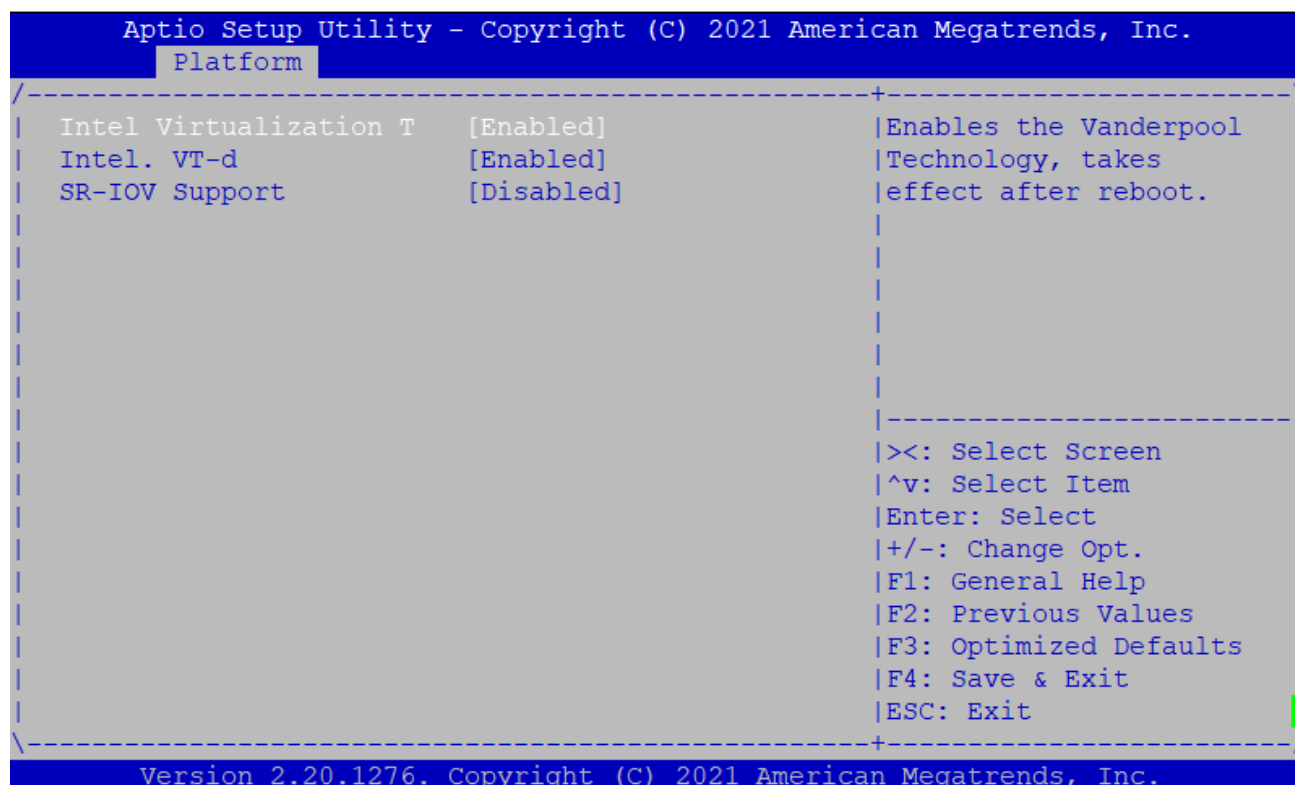 Aptio Setup Utility - Copyright (C) 2021 American Megatrends, Inc.
Platform
Intel Virtualization T [Enabled]
Intel. VT-d [Enabled]
SR-IOV Support [Disabled]
Enables the Vanderpool
Technology, takes
effect after reboot.
><: Select Screen
^v: Select Item
Enter: Select
+/-: Change Opt.
F1: General Help
F2: Previous Values
F3: Optimized Defaults
F4: Save & Exit
ESC: Exit
Version 2.20.1276. Copyright (C) 2021 American Megatrends, Inc.